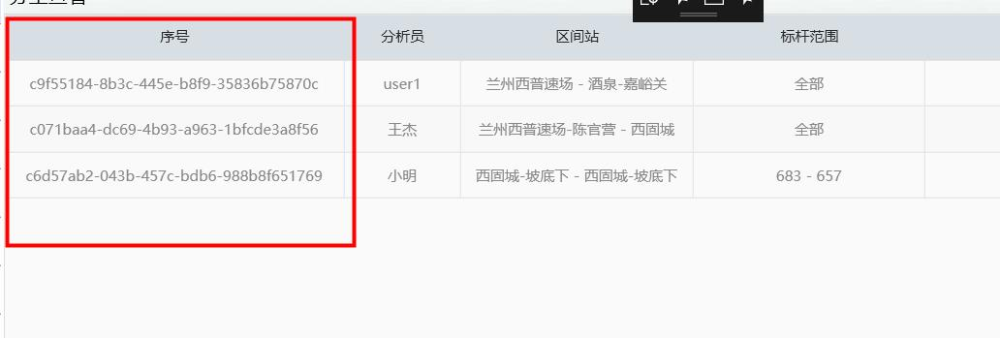 序号 分析员 区间站 标杆范围
c9f55184-8b3c-445e-b8f9-35836b75870c user1 兰州西普速场 - 酒泉-嘉峪关 全部
c071baa4-dc69-4b93-a963-1bfcde3a8f56 王杰 兰州西普速场-陈官营 - 西固城 全部
c6d57ab2-043b-457c-bdb6-988b8f651769 小明 西固城-坡底下 - 西固城-坡底下 683 - 657